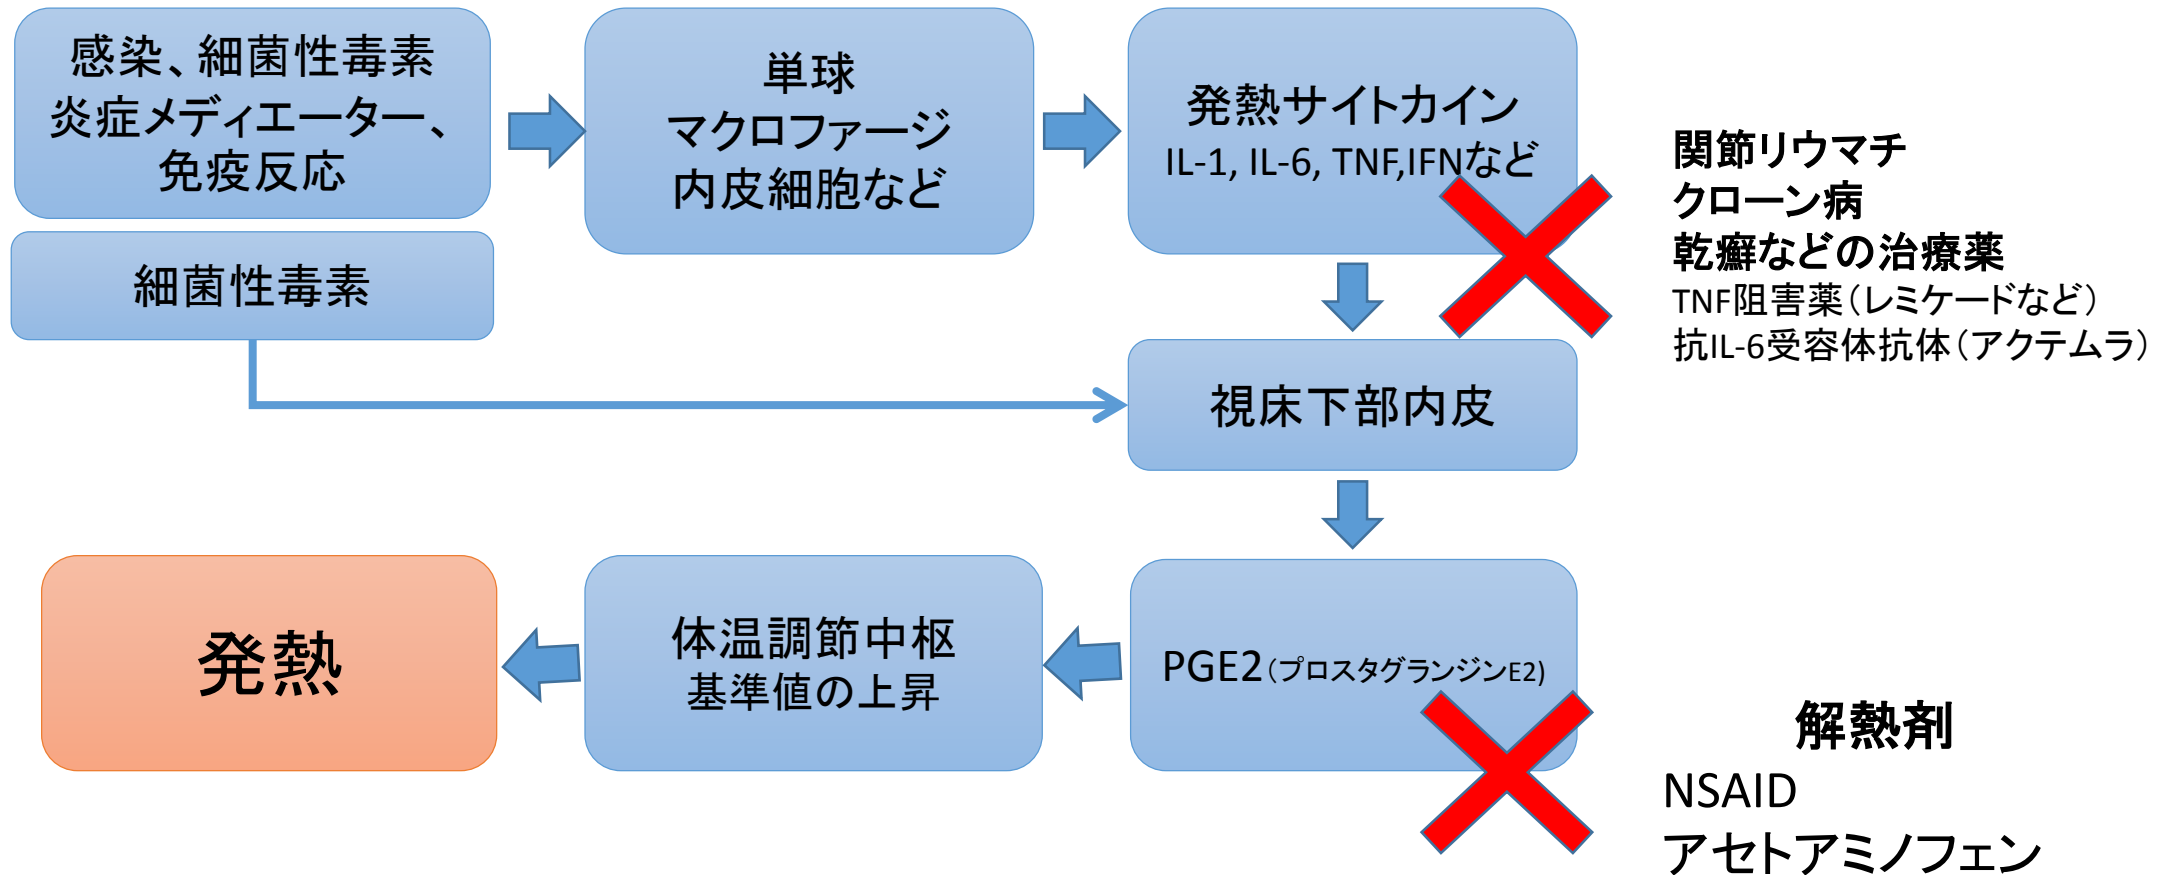 感染、細菌性毒素
炎症メディエーター、
免疫反応
単球
マクロファージ
内皮細胞など
発熱サイトカイン
IL-1, IL-6, TNF,IFNなど
関節リウマチ
クローン病
乾癬などの治療薬
TNF阻害薬（レミケードなど）
抗IL-6受容体抗体（アクテムラ）
細菌性毒素
視床下部内皮
発熱
体温調節中枢
基準値の上昇
PGE2（プロスタグランジンE2)
解熱剤
NSAID
アセトアミノフェン